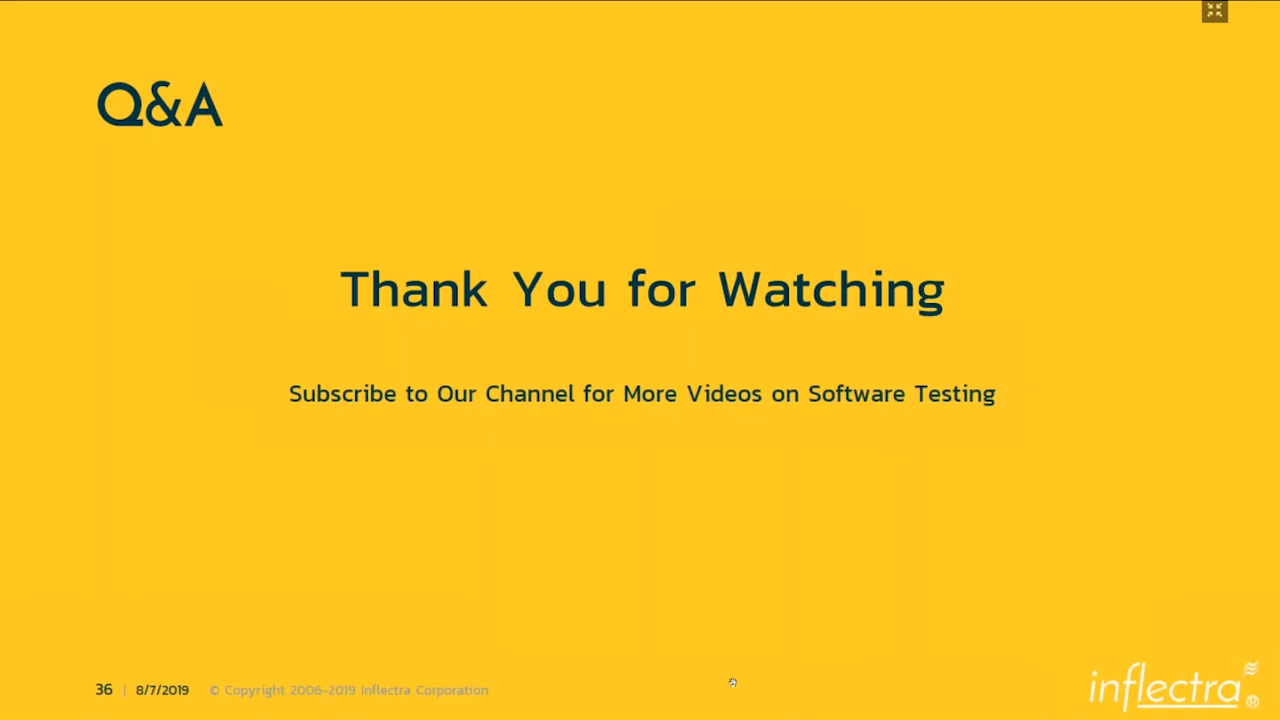 Q&A
Thank You for Watching
Subscribe to Our Channel for More Videos on Software Testing
36 | 8/7/2019 © Copyright 2006-2019 Inflectra Corporation
inflectra®